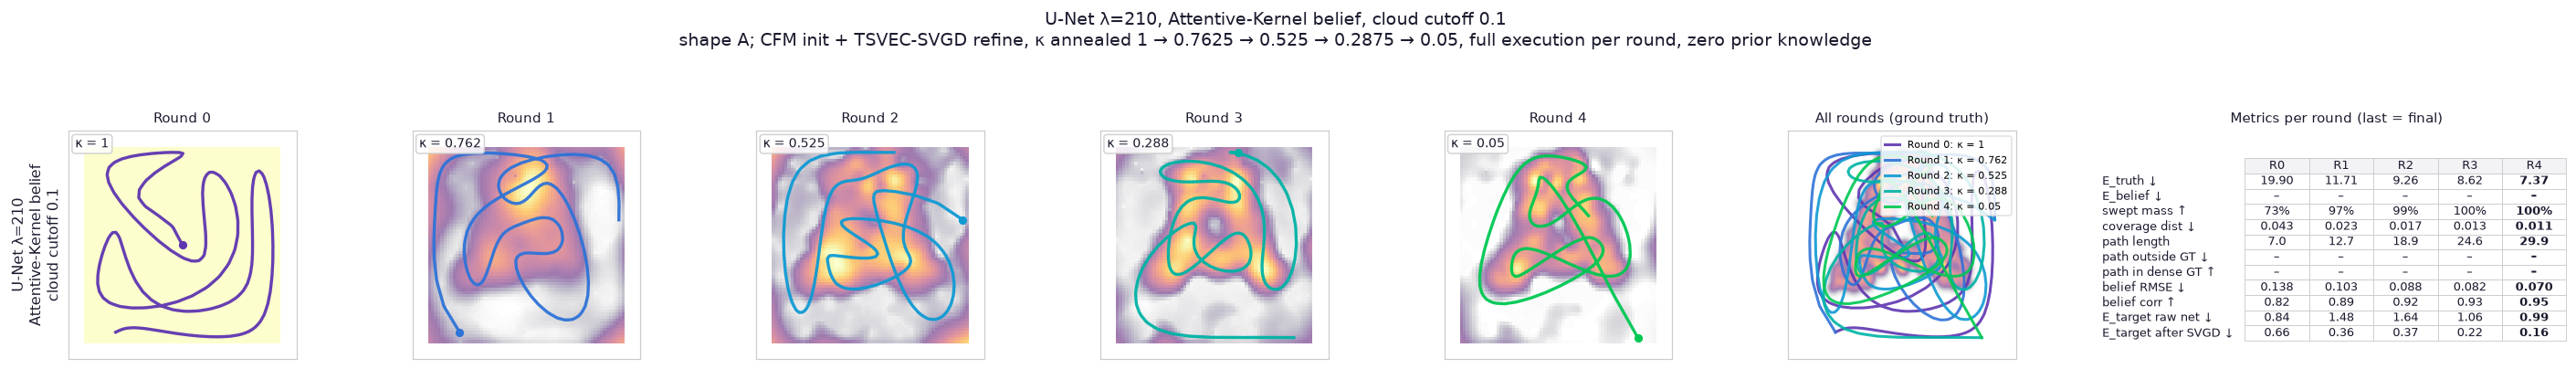 U-Net λ=210, Attentive-Kernel belief, cloud cutoff 0.1
shape A; CFM init + TSVEC-SVGD refine, κ annealed 1 → 0.7625 → 0.525 → 0.2875 → 0.05, full execution per round, zero prior knowledge
U-Net λ=210
Attentive-Kernel belief
cloud cutoff 0.1
Round 0
κ = 1
Round 1
κ = 0.762
Round 2
κ = 0.525
Round 3
κ = 0.288
Round 4
κ = 0.05
All rounds (ground truth)
Round 0: κ = 1
Round 1: κ = 0.762
Round 2: κ = 0.525
Round 3: κ = 0.288
Round 4: κ = 0.05
Metrics per round (last = final)
R0 R1 R2 R3 R4
E_truth ↓ 19.90 11.71 9.26 8.62 7.37
E_belief ↓ – – – – –
swept mass ↑ 73% 97% 99% 100% 100%
coverage dist ↓ 0.043 0.023 0.017 0.013 0.011
path length 7.0 12.7 18.9 24.6 29.9
path outside GT ↓ – – – – –
path in dense GT ↑ – – – – –
belief RMSE ↓ 0.138 0.103 0.088 0.082 0.070
belief corr ↑ 0.82 0.89 0.92 0.93 0.95
E_target raw net ↓ 0.84 1.48 1.64 1.06 0.99
E_target after SVGD ↓ 0.66 0.36 0.37 0.22 0.16